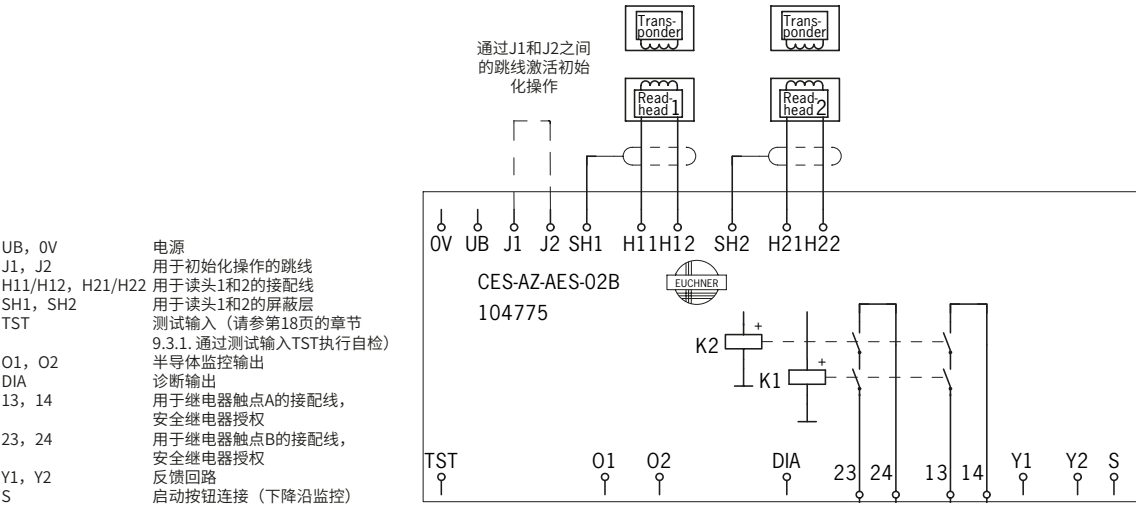 Trans-
ponder
Trans-
ponder
通过J1和J2之间
的跳线激活初始
化操作
Read-
head 1
Read-
head 2
0V UB J1 J2 SH1 H11 H12 SH2 H21 H22
CES-AZ-AES-02B
EUCHNER
104775
K2 +
K1 +
TST O1 O2 DIA 23 24 13 14 Y1 Y2 S
UB，0V 电源
J1，J2 用于初始化操作的跳线
H11/H12，H21/H22 用于读头1和2的接配线
SH1，SH2 用于读头1和2的屏蔽层
TST 测试输入（请参第18页的章节
9.3.1. 通过测试输入TST执行自检）
O1，O2 半导体监控输出
DIA 诊断输出
13，14 用于继电器触点A的接配线，
安全继电器授权
23，24 用于继电器触点B的接配线，
安全继电器授权
Y1，Y2 反馈回路
S 启动按钮连接（下降沿监控）